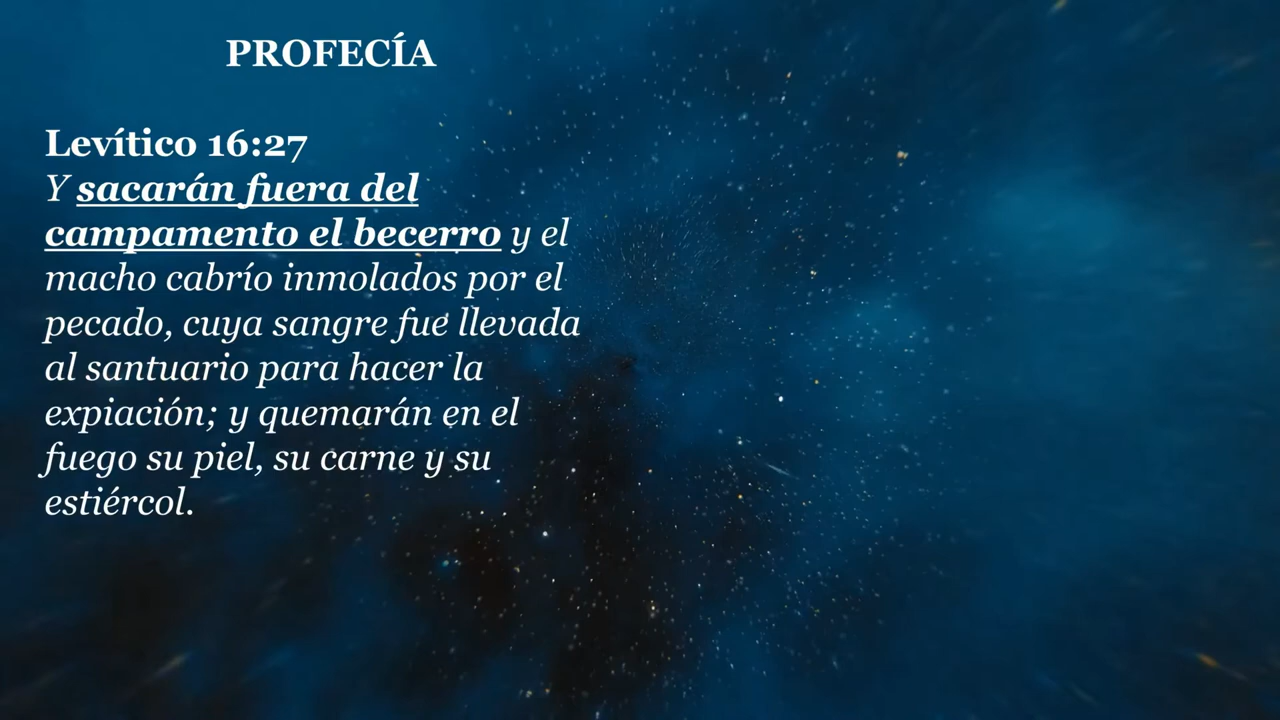 PROFECÍA
Levítico 16:27
Y sacarán fuera del
campamento el becerro y el
macho cabrío inmolados por el
pecado, cuya sangre fue llevada
al santuario para hacer la
expiación; y quemarán en el
fuego su piel, su carne y su
estiércol.